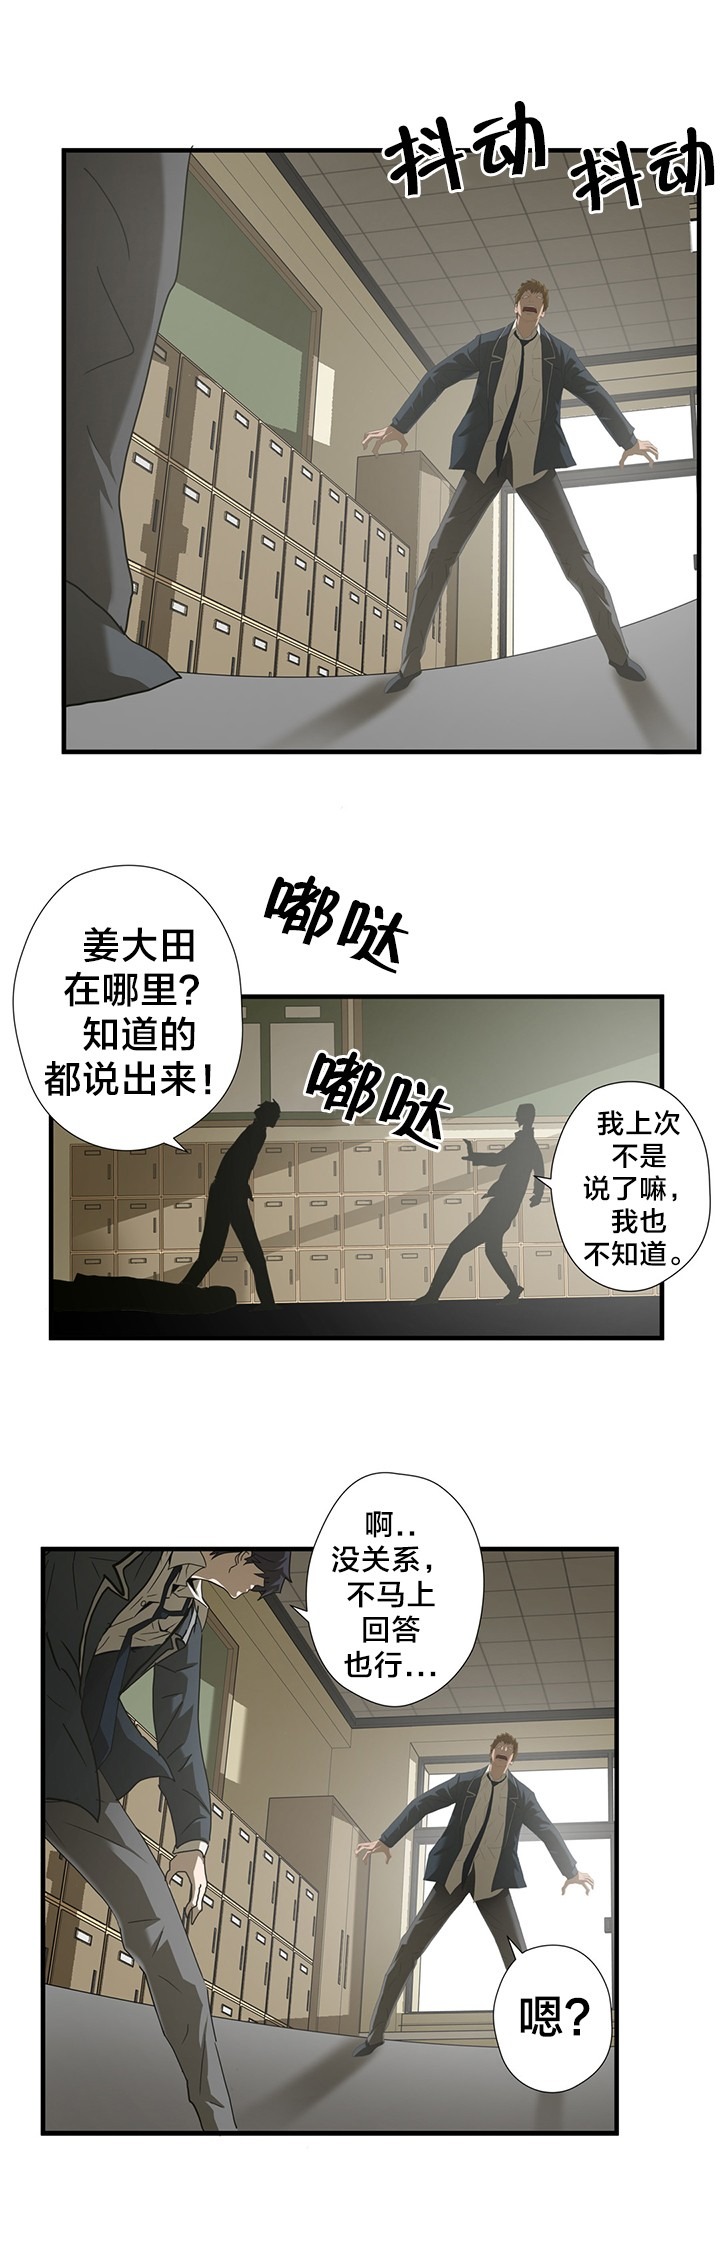 抖动
抖动
嘟哒
姜大田
在哪里?
知道的
都说出来!
嘟哒
我上次
不是
说了嘛,
我也
不知道。
啊..
没关系,
不马上
回答
也行...
嗯?